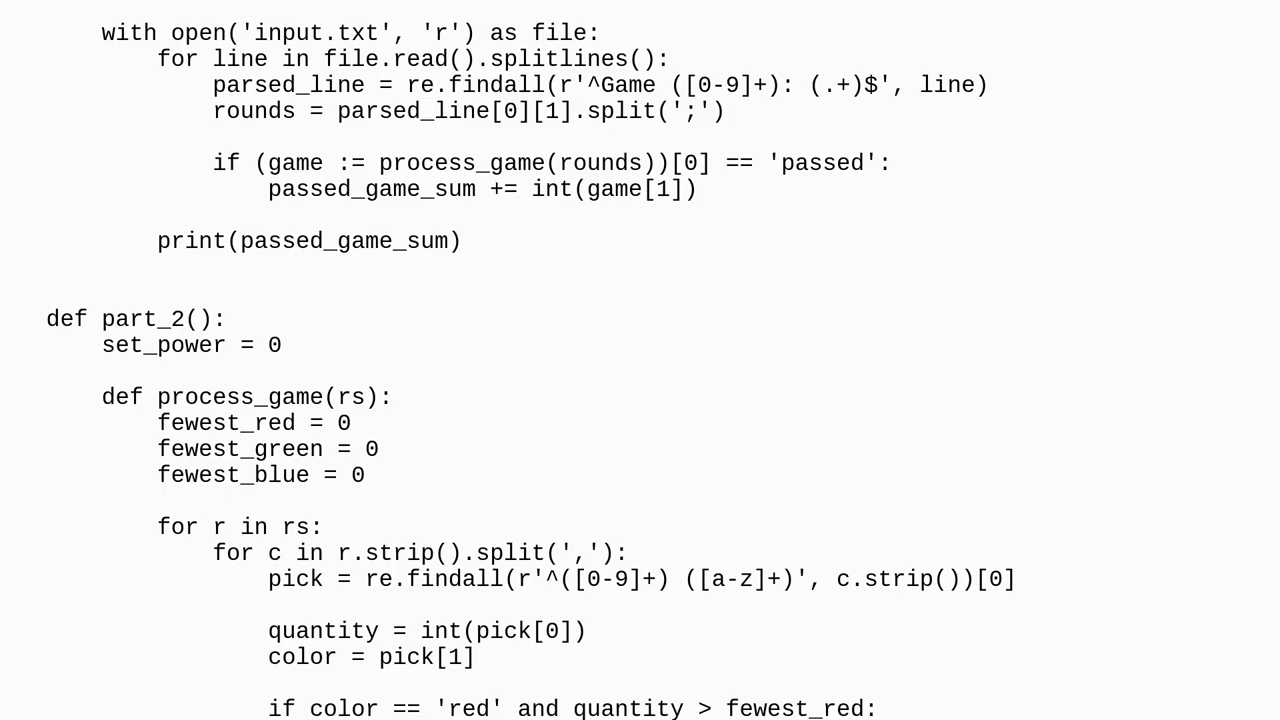 with open('input.txt', 'r') as file:
        for line in file.read().splitlines():
            parsed_line = re.findall(r'^Game ([0-9]+): (.+)$', line)
            rounds = parsed_line[0][1].split(';')

            if (game := process_game(rounds))[0] == 'passed':
                passed_game_sum += int(game[1])

        print(passed_game_sum)


def part_2():
    set_power = 0

    def process_game(rs):
        fewest_red = 0
        fewest_green = 0
        fewest_blue = 0

        for r in rs:
            for c in r.strip().split(','):
                pick = re.findall(r'^([0-9]+) ([a-z]+)', c.strip())[0]

                quantity = int(pick[0])
                color = pick[1]

                if color == 'red' and quantity > fewest_red: